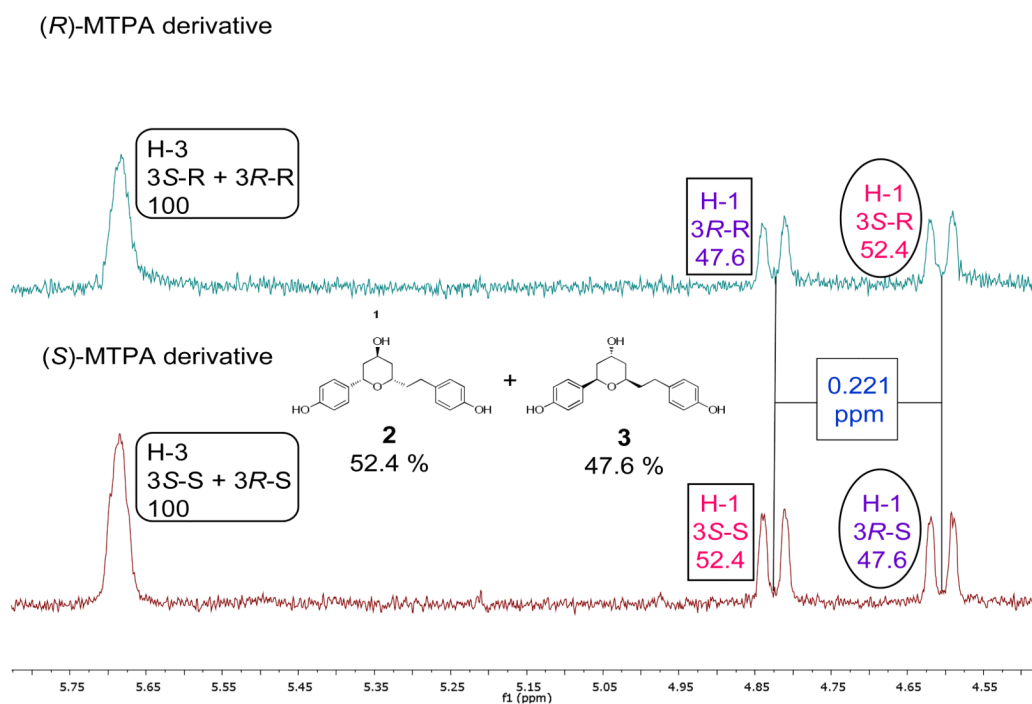 (R)-MTPA derivative
H-3
3S-R + 3R-R
100
H-1
3R-R
47.6
H-1
3S-R
52.4
1
(S)-MTPA derivative
OH
O
HO
OH
2
52.4 %
+
OH
O
HO
OH
3
47.6 %
0.221
ppm
H-3
3S-S + 3R-S
100
H-1
3S-S
52.4
H-1
3R-S
47.6
5.75 5.65 5.55 5.45 5.35 5.25 5.15 5.05 4.95 4.85 4.75 4.65 4.55
f1 (ppm)